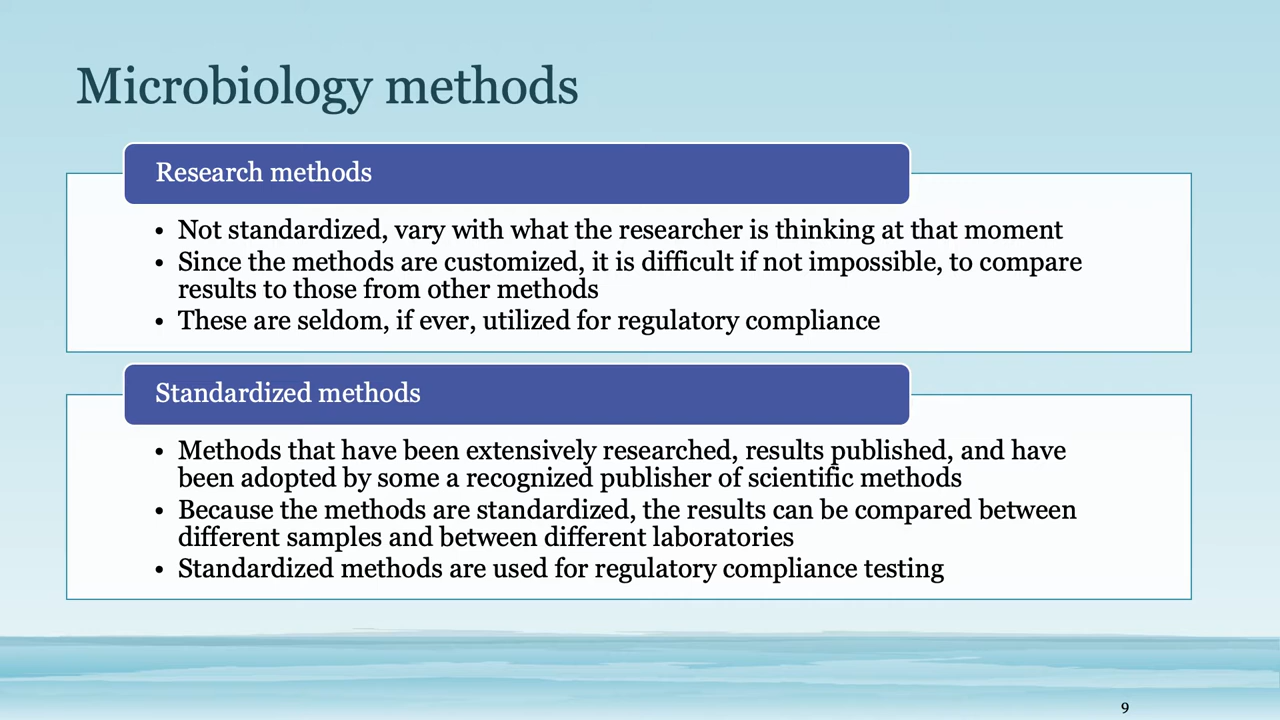 Microbiology methods
Research methods
• Not standardized, vary with what the researcher is thinking at that moment
• Since the methods are customized, it is difficult if not impossible, to compare
results to those from other methods
• These are seldom, if ever, utilized for regulatory compliance
Standardized methods
• Methods that have been extensively researched, results published, and have
been adopted by some a recognized publisher of scientific methods
• Because the methods are standardized, the results can be compared between
different samples and between different laboratories
• Standardized methods are used for regulatory compliance testing
9